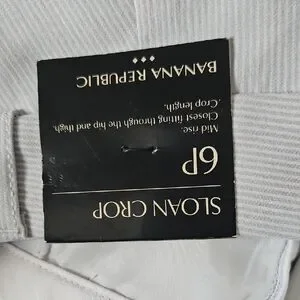 SLOAN CROP
6P
Mid rise.
Closest fitting through the hip and thigh.
Crop length.
BANANA REPUBLIC